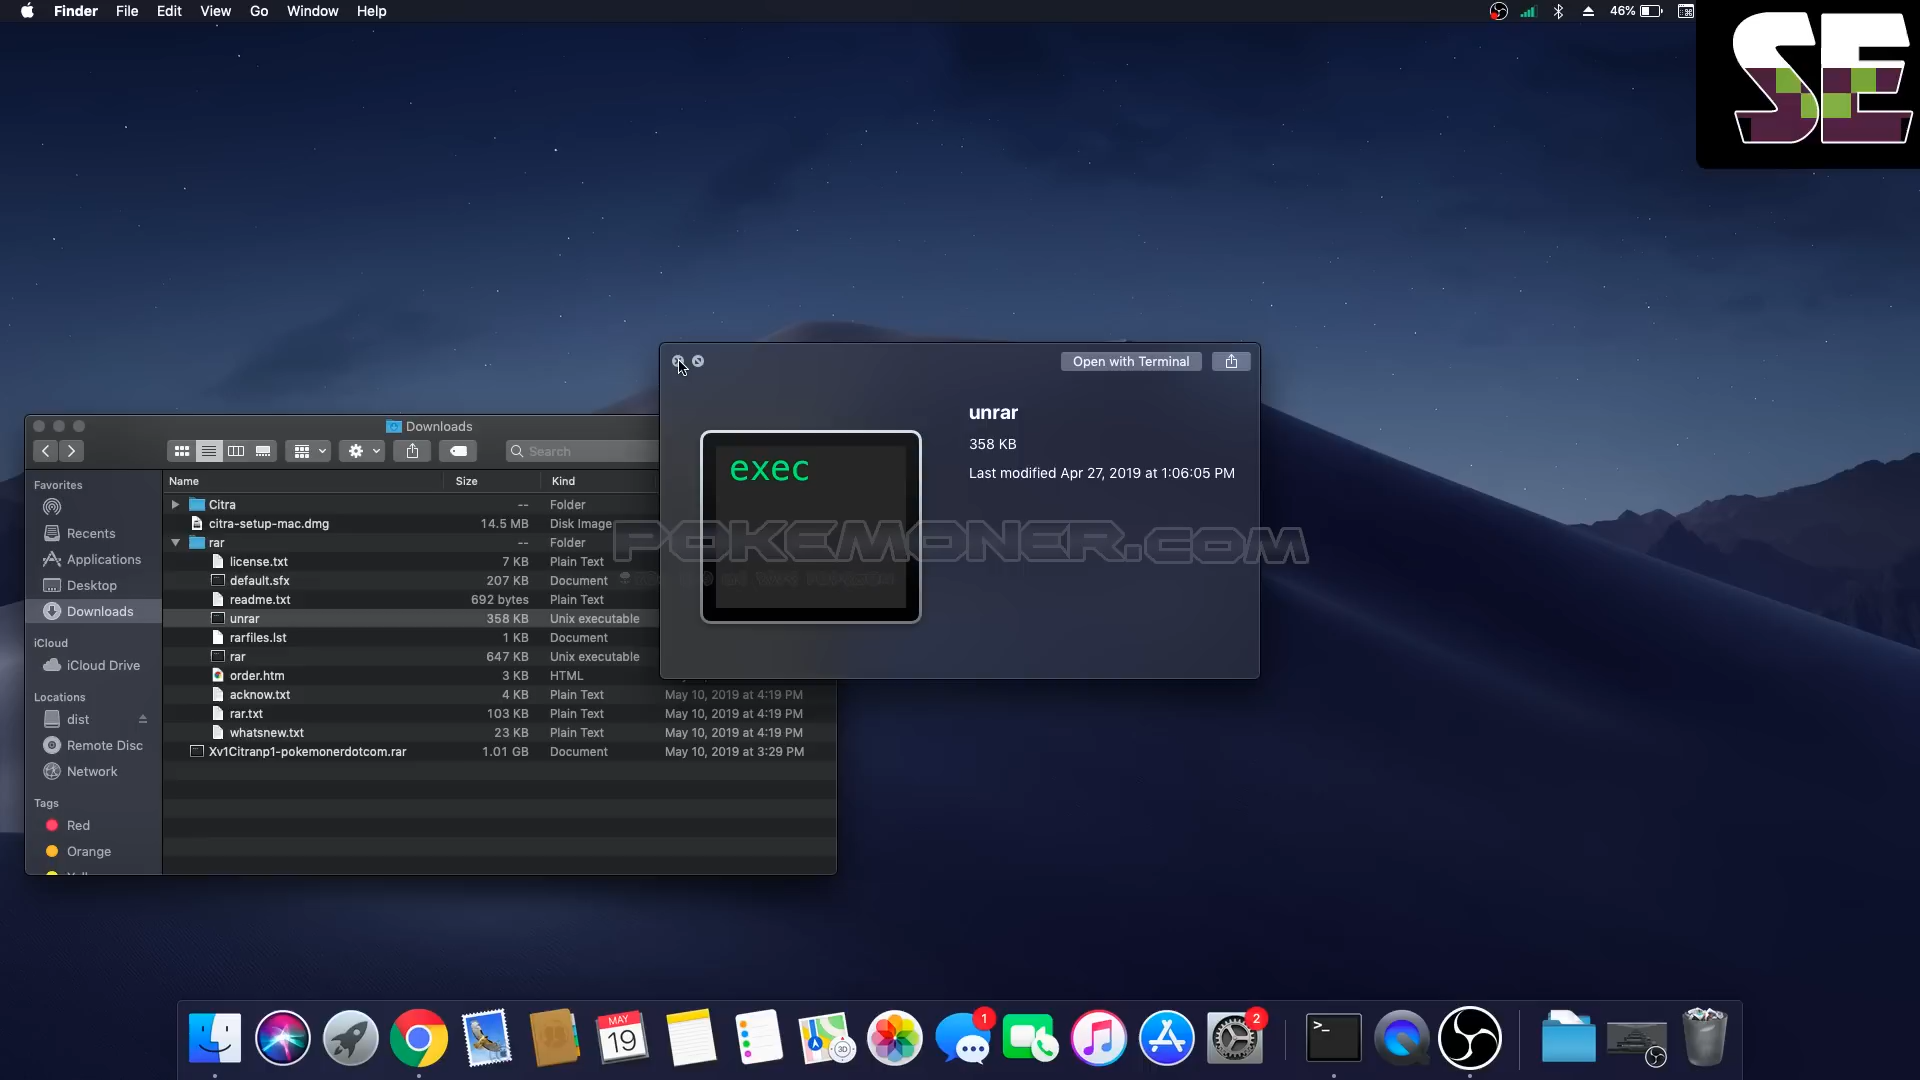 Finder File Edit View Go Window Help
46%
SE
Open with Terminal
unrar
358 KB
Last modified Apr 27, 2019 at 1:06:05 PM
exec
POKEMONER.COM
Downloads
Search
Favorites
Recents
Applications
Desktop
Downloads
iCloud
iCloud Drive
Locations
dist
Remote Disc
Network
Tags
Red
Orange
Name Size Kind
Citra -- Folder
citra-setup-mac.dmg 14.5 MB Disk Image
rar -- Folder
license.txt 7 KB Plain Text
default.sfx 207 KB Document
readme.txt 692 bytes Plain Text
unrar 358 KB Unix executable
rarfiles.lst 1 KB Document
rar 647 KB Unix executable
order.htm 3 KB HTML
acknow.txt 4 KB Plain Text May 10, 2019 at 4:19 PM
rar.txt 103 KB Plain Text May 10, 2019 at 4:19 PM
whatsnew.txt 23 KB Plain Text May 10, 2019 at 4:19 PM
Xv1Citranp1-pokemonerdotcom.rar 1.01 GB Document May 10, 2019 at 3:29 PM
MAY
19
3D
1
2
>_